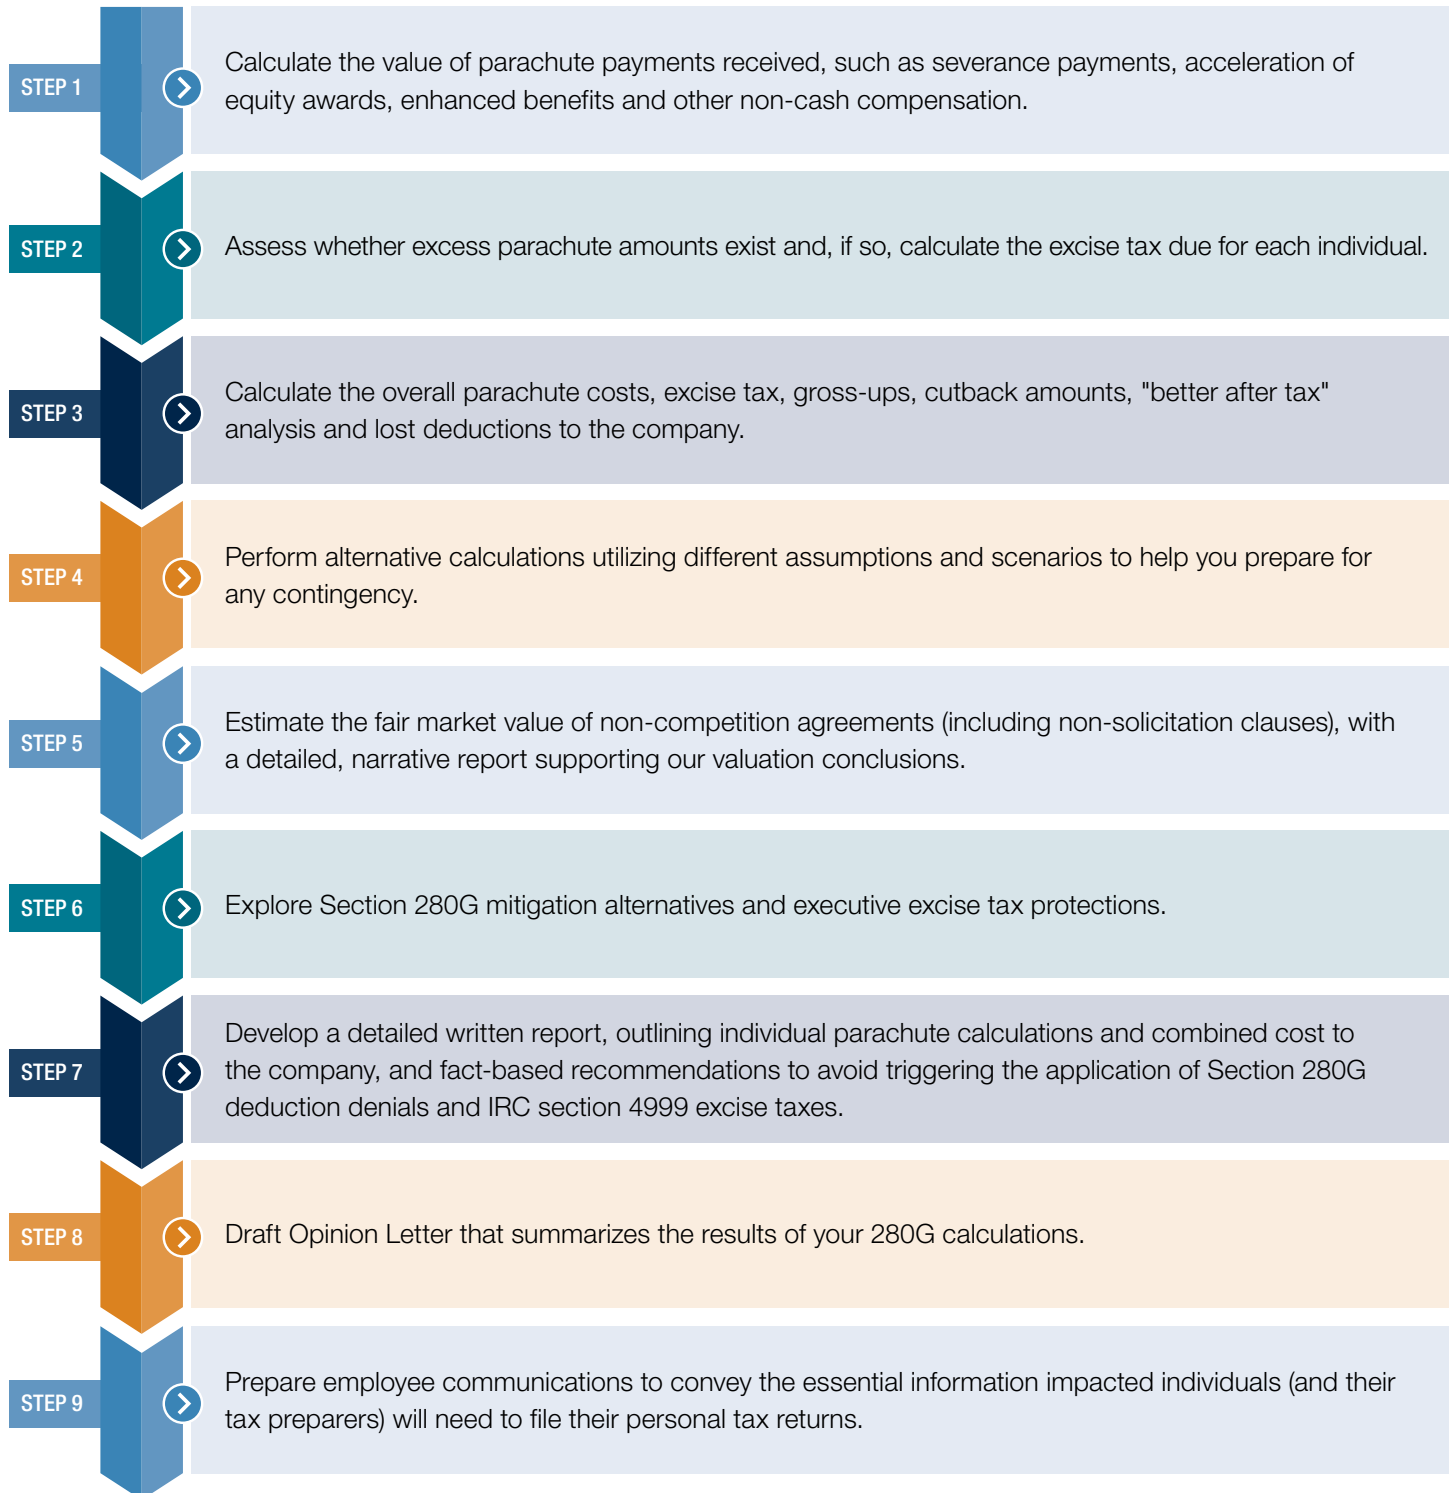 STEP 1
Calculate the value of parachute payments received, such as severance payments, acceleration of
equity awards, enhanced benefits and other non-cash compensation.
STEP 2
Assess whether excess parachute amounts exist and, if so, calculate the excise tax due for each individual.
STEP 3
Calculate the overall parachute costs, excise tax, gross-ups, cutback amounts, "better after tax"
analysis and lost deductions to the company.
STEP 4
Perform alternative calculations utilizing different assumptions and scenarios to help you prepare for
any contingency.
STEP 5
Estimate the fair market value of non-competition agreements (including non-solicitation clauses), with
a detailed, narrative report supporting our valuation conclusions.
STEP 6
Explore Section 280G mitigation alternatives and executive excise tax protections.
STEP 7
Develop a detailed written report, outlining individual parachute calculations and combined cost to
the company, and fact-based recommendations to avoid triggering the application of Section 280G
deduction denials and IRC section 4999 excise taxes.
STEP 8
Draft Opinion Letter that summarizes the results of your 280G calculations.
STEP 9
Prepare employee communications to convey the essential information impacted individuals (and their
tax preparers) will need to file their personal tax returns.